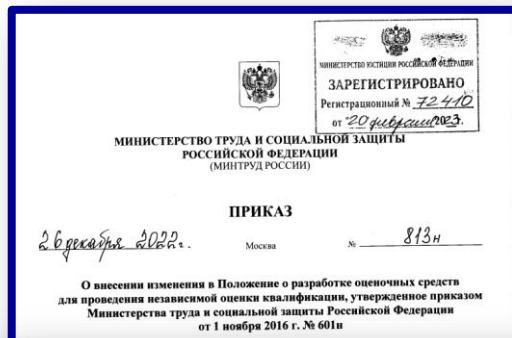 МИНИСТЕРСТВО ЮСТИЦИИ РОССИЙСКОЙ ФЕДЕРАЦИИ
ЗАРЕГИСТРИРОВАНО
Регистрационный № 72410
от "20 февраля 2023.
МИНИСТЕРСТВО ТРУДА И СОЦИАЛЬНОЙ ЗАЩИТЫ
РОССИЙСКОЙ ФЕДЕРАЦИИ
(МИНТРУД РОССИИ)
ПРИКАЗ
26 декабря 2022г.
Москва
№ 813н
О внесении изменения в Положение о разработке оценочных средств
для проведения независимой оценки квалификации, утвержденное приказом
Министерства труда и социальной защиты Российской Федерации
от 1 ноября 2016 г. № 601н